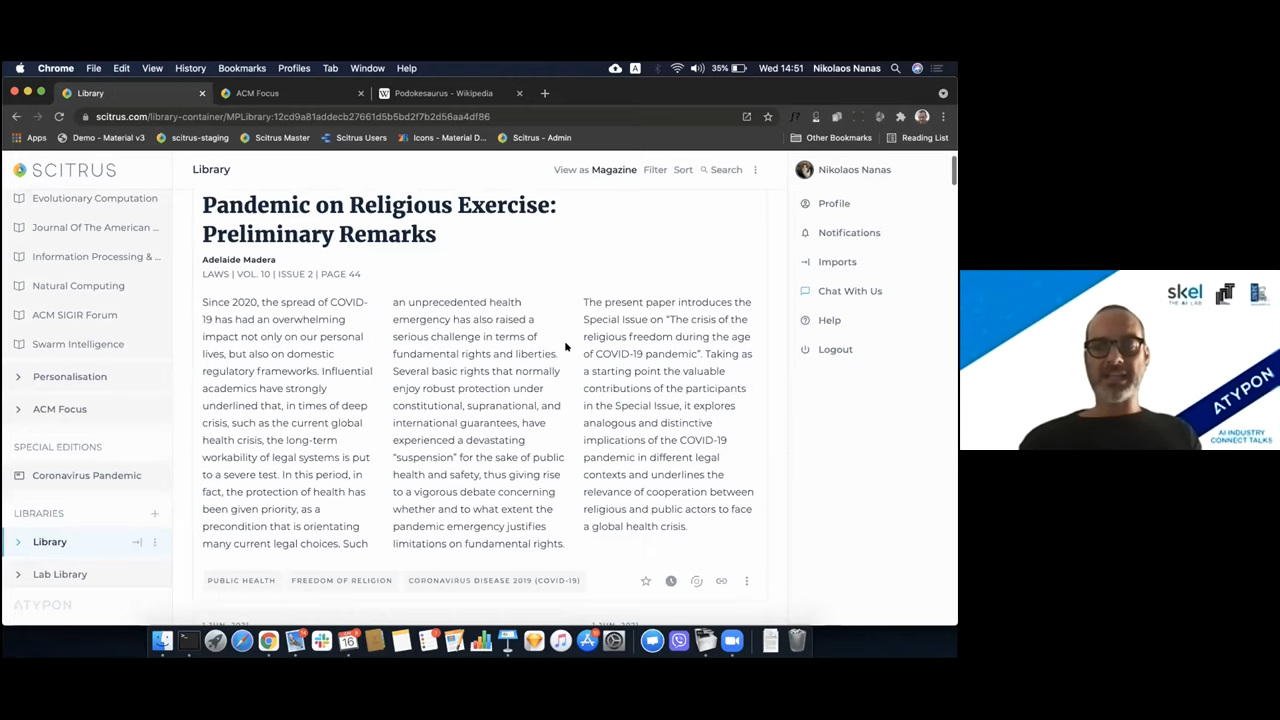 Chrome File Edit View History Bookmarks Profiles Tab Window Help A 35% Wed 14:51 Nikolaos Nanas
Library ACM Focus W Podokesaurus - Wikipedia
scitrus.com/library-container/MPLibrary:12cd9a81addecb27661d5b5bd2f7b2d56aa4df86
Apps Demo - Material v3 scitrus-staging Scitrus Master Scitrus Users Icons - Material D... Scitrus - Admin Other Bookmarks Reading List
SCITRUS
Evolutionary Computation
Journal Of The American ...
Information Processing & ...
Natural Computing
ACM SIGIR Forum
Swarm Intelligence
Personalisation
ACM Focus
SPECIAL EDITIONS
Coronavirus Pandemic
LIBRARIES
Library
Lab Library
ATYPON
Library View as Magazine Filter Sort Search
Pandemic on Religious Exercise:
Preliminary Remarks
Adelaide Madera
LAWS | VOL. 10 | ISSUE 2 | PAGE 44
Since 2020, the spread of COVID-
19 has had an overwhelming
impact not only on our personal
lives, but also on domestic
regulatory frameworks. Influential
academics have strongly
underlined that, in times of deep
crisis, such as the current global
health crisis, the long-term
workability of legal systems is put
to a severe test. In this period, in
fact, the protection of health has
been given priority, as a
precondition that is orientating
many current legal choices. Such
an unprecedented health
emergency has also raised a
serious challenge in terms of
fundamental rights and liberties.
Several basic rights that normally
enjoy robust protection under
constitutional, supranational, and
international guarantees, have
experienced a devastating
“suspension” for the sake of public
health and safety, thus giving rise
to a vigorous debate concerning
whether and to what extent the
pandemic emergency justifies
limitations on fundamental rights.
The present paper introduces the
Special Issue on “The crisis of the
religious freedom during the age
of COVID-19 pandemic”. Taking as
a starting point the valuable
contributions of the participants
in the Special Issue, it explores
analogous and distinctive
implications of the COVID-19
pandemic in different legal
contexts and underlines the
relevance of cooperation between
religious and public actors to face
a global health crisis.
PUBLIC HEALTH FREEDOM OF RELIGION CORONAVIRUS DISEASE 2019 (COVID-19)
Nikolaos Nanas
Profile
Notifications
Imports
Chat With Us
Help
Logout
skel
THE AI LAB
ATYPON
AI INDUSTRY
CONNECT TALKS